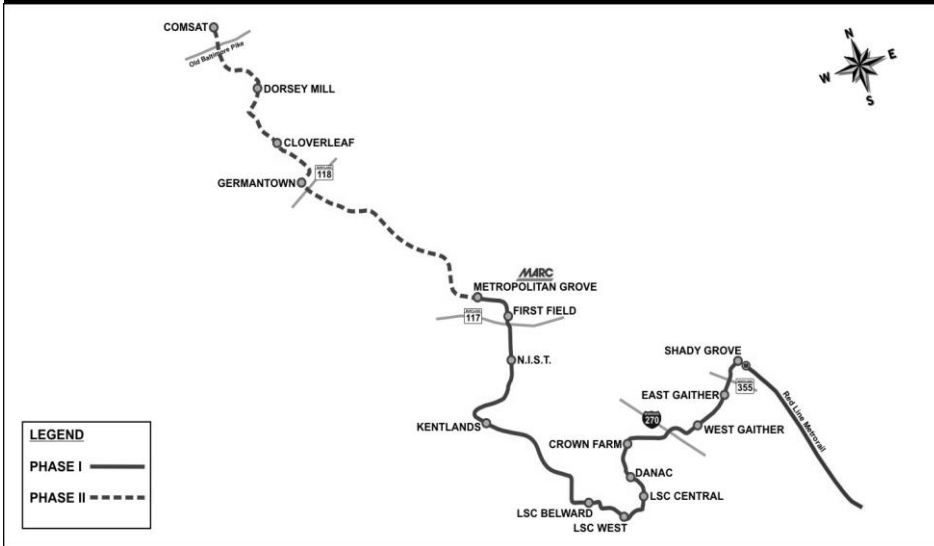 COMSAT
Old Baltimore Pike
N
E
W
S
DORSEY MILL
CLOVERLEAF
118
GERMANTOWN
MARC
METROPOLITAN GROVE
FIRST FIELD
117
N.I.S.T.
SHADY GROVE
355
EAST GAITHER
Red Line Metrorail
270
WEST GAITHER
KENTLANDS
CROWN FARM
DANAC
LSC CENTRAL
LSC BELWARD
LSC WEST
LEGEND
PHASE I
PHASE II